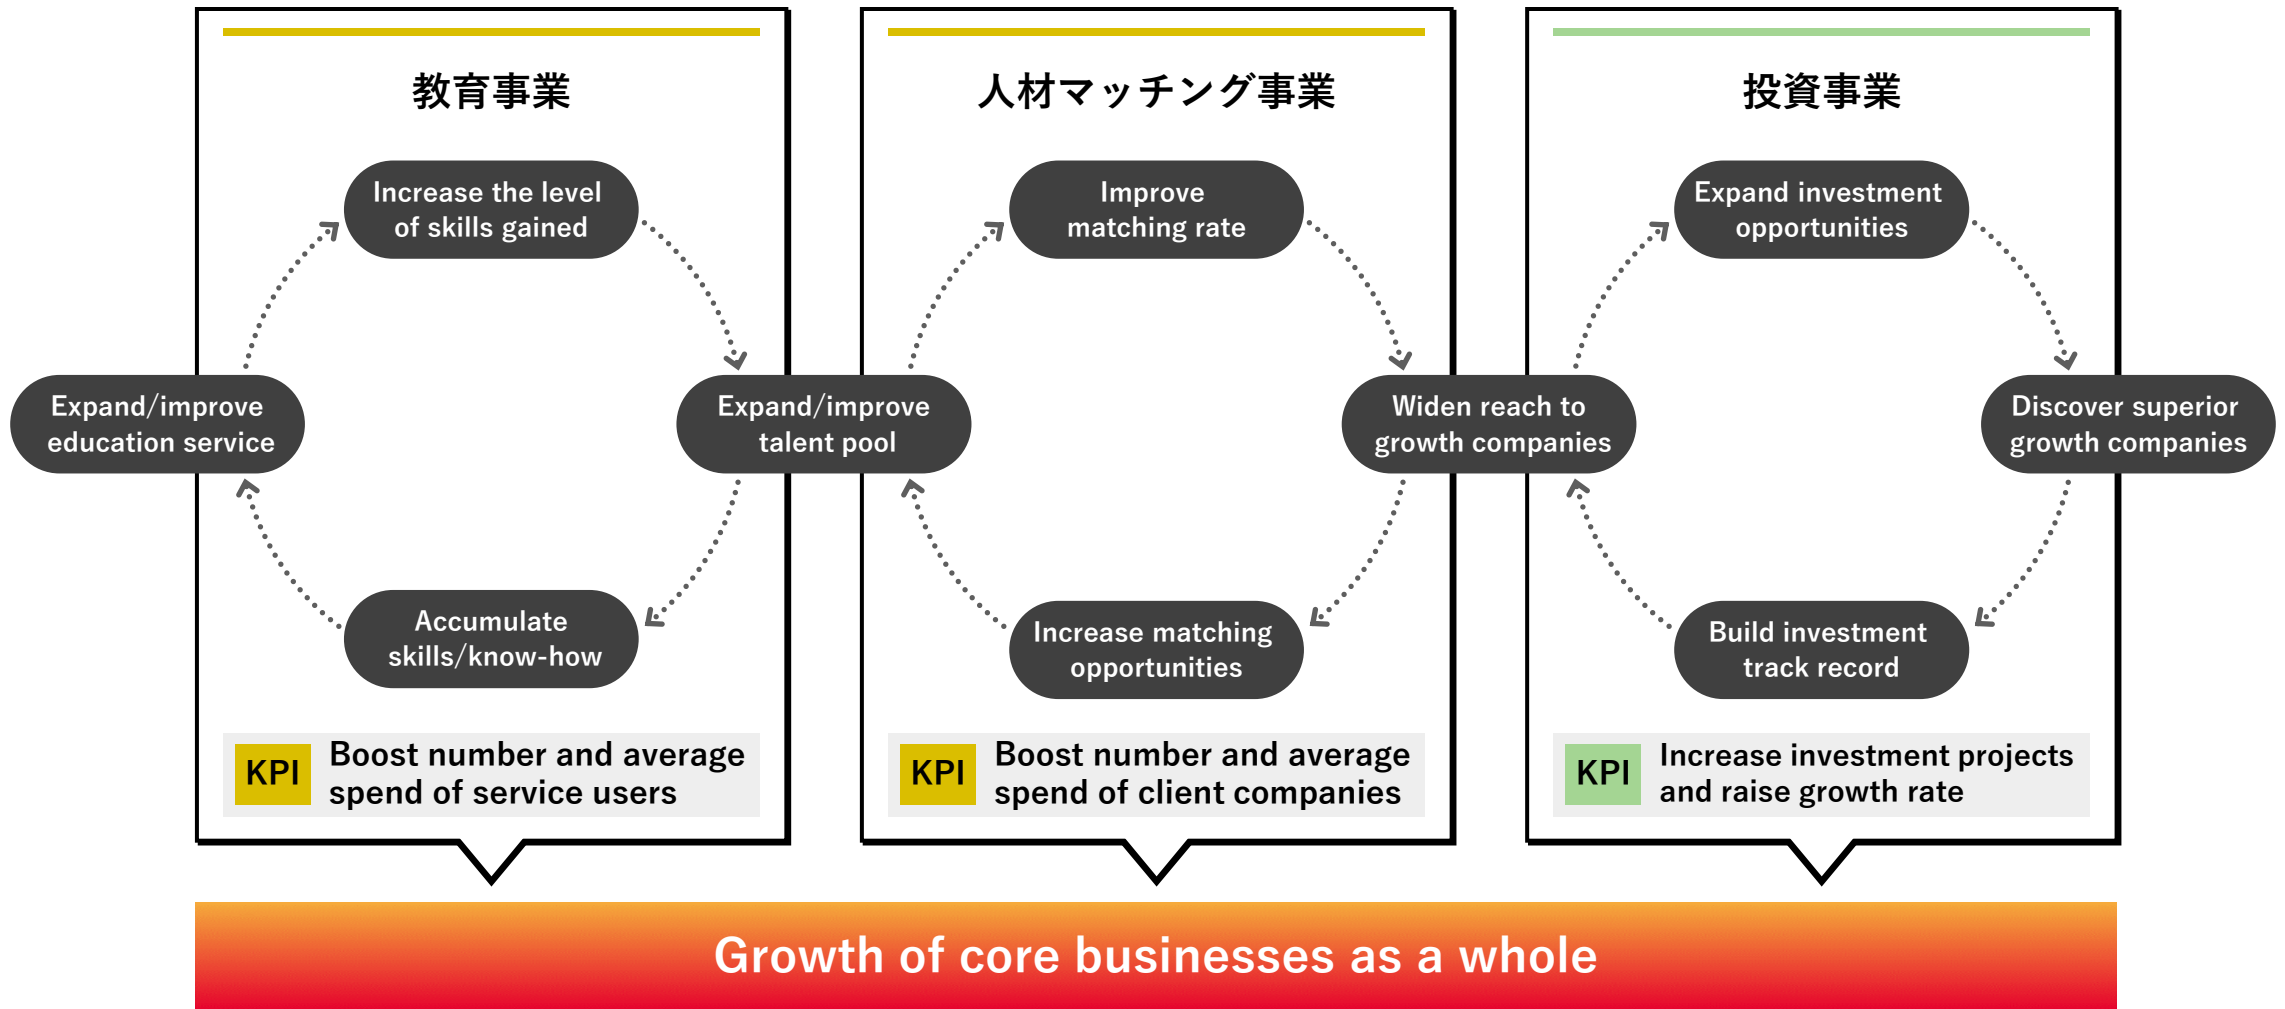 教育事業
Increase the level
of skills gained
Expand/improve
education service
Expand/improve
talent pool
Accumulate
skills/know-how
KPI
Boost number and average
spend of service users
人材マッチング事業
Improve
matching rate
Widen reach to
growth companies
Increase matching
opportunities
KPI
Boost number and average
spend of client companies
投資事業
Expand investment
opportunities
Discover superior
growth companies
Build investment
track record
KPI
Increase investment projects
and raise growth rate
Growth of core businesses as a whole